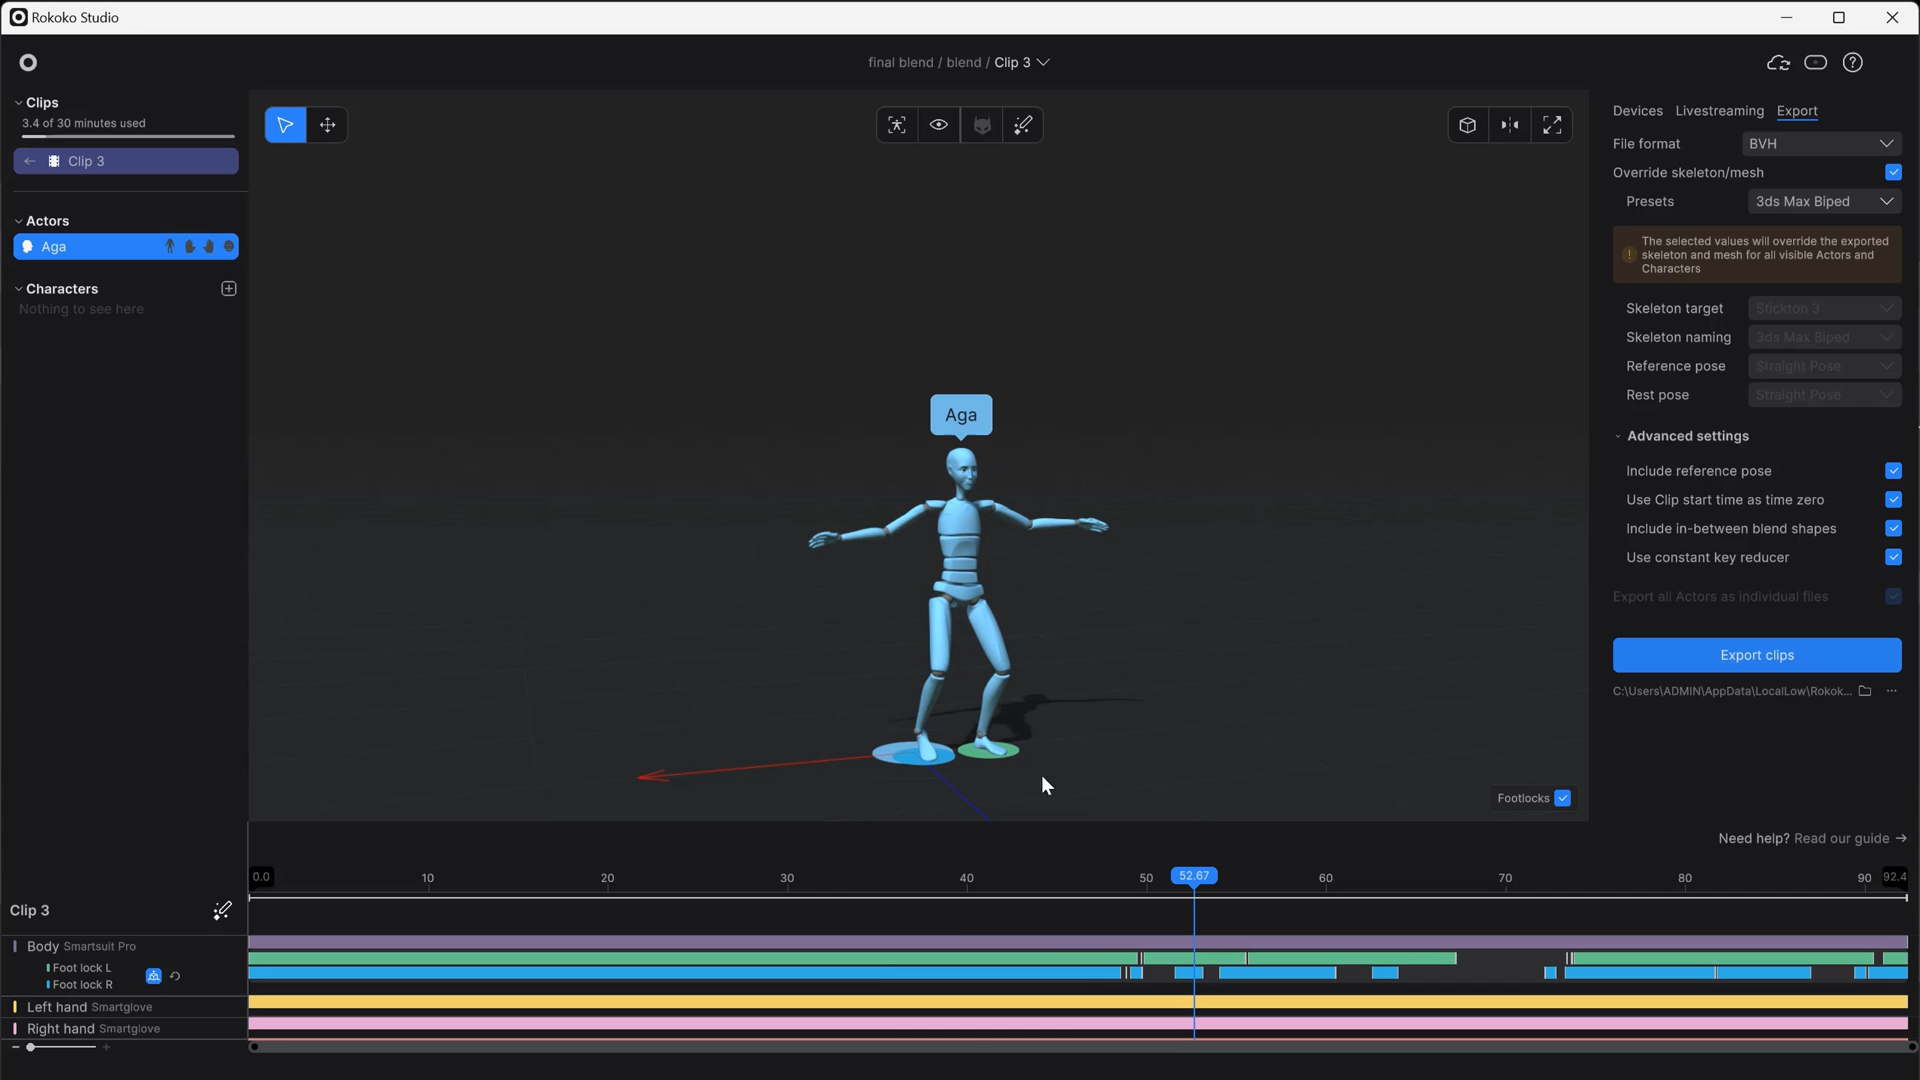 Rokoko Studio
final blend / blend / Clip 3
Clips
3.4 of 30 minutes used
Clip 3
Actors
Aga
Characters
Nothing to see here
Aga
Footlocks
Devices Livestreaming Export
File format BVH
Override skeleton/mesh
Presets 3ds Max Biped
The selected values will override the exported
skeleton and mesh for all visible Actors and
Characters
Skeleton target Stickton 3
Skeleton naming 3ds Max Biped
Reference pose Straight Pose
Rest pose Straight Pose
Advanced settings
Include reference pose
Use Clip start time as time zero
Include in-between blend shapes
Use constant key reducer
Export all Actors as individual files
Export clips
C:\Users\ADMIN\AppData\LocalLow\Rokok...
Need help? Read our guide →
0.0 10 20 30 40 50 52.67 60 70 80 90 92.4
Clip 3
Body Smartsuit Pro
Foot lock L
Foot lock R
Left hand Smartglove
Right hand Smartglove